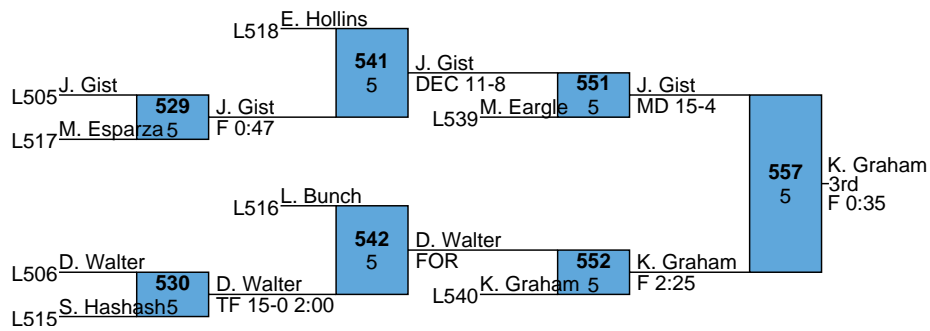 L518 E. Hollins
541
5
J. Gist
DEC 11-8
L505 J. Gist
529
5
L517 M. Esparza
J. Gist
F 0:47
551
5
L539 M. Eargle
J. Gist
MD 15-4
557
5
K. Graham
3rd
F 0:35
L516 L. Bunch
542
5
D. Walter
FOR
L506 D. Walter
530
5
L515 S. Hashash
D. Walter
TF 15-0 2:00
552
5
L540 K. Graham
K. Graham
F 2:25